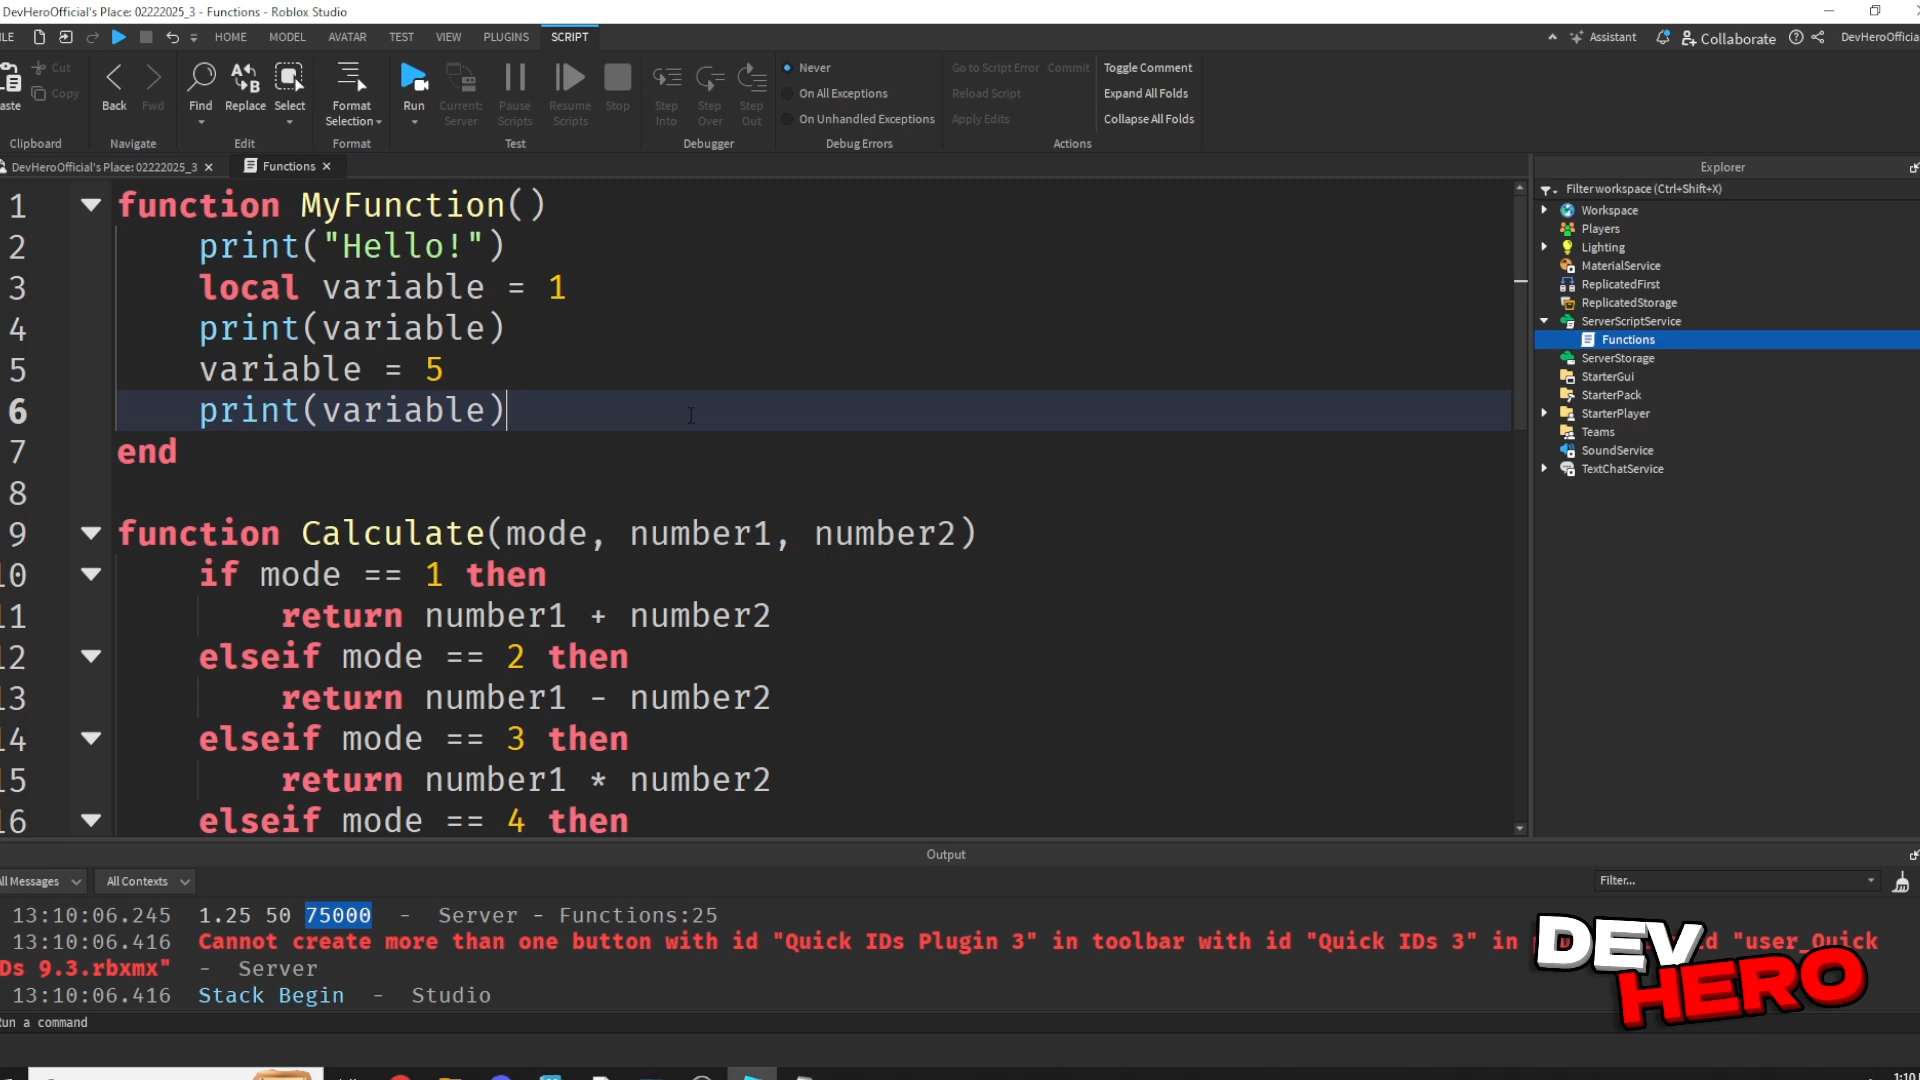 DevHeroOfficial's Place: 02222025_3 - Functions - Roblox Studio
HOME MODEL AVATAR TEST VIEW PLUGINS SCRIPT
Assistant Collaborate DevHeroOfficia
Cut
Copy
aste
Clipboard
Back Fwd
Navigate
Find Replace Select
Edit
Format Selection
Format
Run Current: Server Pause Scripts Resume Scripts Stop
Test
Step Into Step Over Step Out
Debugger
Never
On All Exceptions
On Unhandled Exceptions
Debug Errors
Go to Script Error Commit
Reload Script
Apply Edits
Toggle Comment
Expand All Folds
Collapse All Folds
Actions
DevHeroOfficial's Place: 02222025_3 × Functions ×
1 function MyFunction()
2 print("Hello!")
3 local variable = 1
4 print(variable)
5 variable = 5
6 print(variable)
7 end
8
9 function Calculate(mode, number1, number2)
10 if mode == 1 then
11 return number1 + number2
12 elseif mode == 2 then
13 return number1 - number2
14 elseif mode == 3 then
15 return number1 * number2
16 elseif mode == 4 then
Explorer
Filter workspace (Ctrl+Shift+X)
Workspace
Players
Lighting
MaterialService
ReplicatedFirst
ReplicatedStorage
ServerScriptService
Functions
ServerStorage
StarterGui
StarterPack
StarterPlayer
Teams
SoundService
TextChatService
Output
ll Messages All Contexts Filter...
13:10:06.245 1.25 50 75000 - Server - Functions:25
13:10:06.416 Cannot create more than one button with id "Quick IDs Plugin 3" in toolbar with id "Quick IDs 3" in "user_Quick
Ds 9.3.rbxmx" - Server
13:10:06.416 Stack Begin - Studio
un a command
DEV
HERO